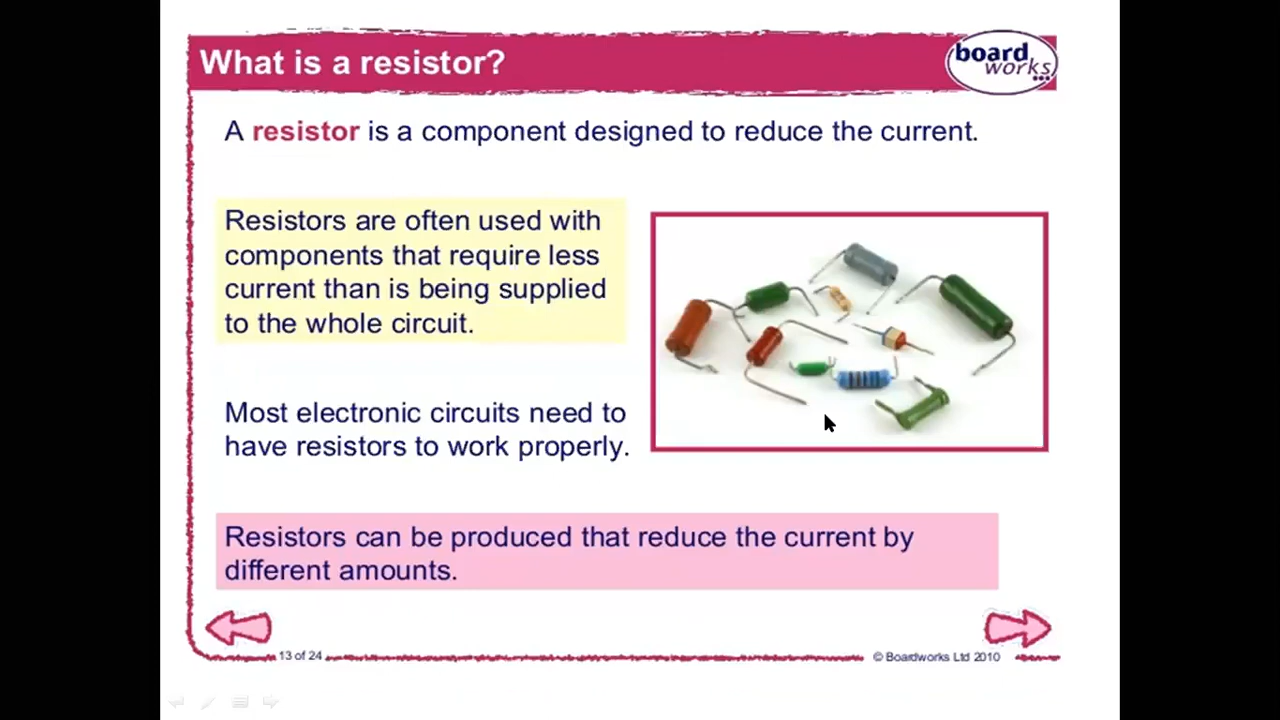 What is a resistor?
board
works
A resistor is a component designed to reduce the current.
Resistors are often used with
components that require less
current than is being supplied
to the whole circuit.
Most electronic circuits need to
have resistors to work properly.
Resistors can be produced that reduce the current by
different amounts.
13 of 24
© Boardworks Ltd 2010